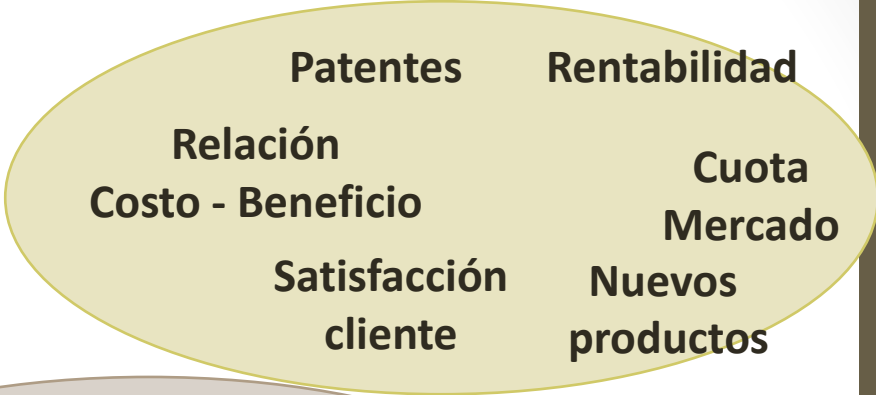 Patentes
Rentabilidad
Relación
Costo - Beneficio
Cuota
Mercado
Satisfacción
cliente
Nuevos
productos